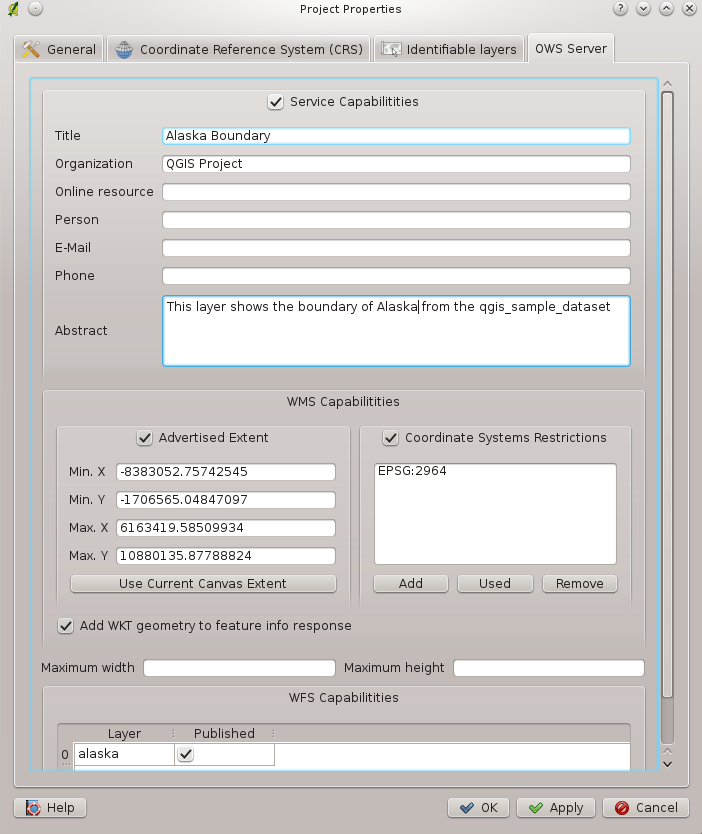 Project Properties
General
Coordinate Reference System (CRS)
Identifiable layers
OWS Server
Service Capabilitities
Title
Alaska Boundary
Organization
QGIS Project
Online resource
Person
E-Mail
Phone
Abstract
This layer shows the boundary of Alaska from the qgis_sample_dataset
WMS Capabilitities
Advertised Extent
Min. X
-8383052.75742545
Min. Y
-1706565.04847097
Max. X
6163419.58509934
Max. Y
10880135.87788824
Use Current Canvas Extent
Coordinate Systems Restrictions
EPSG:2964
Add
Used
Remove
Add WKT geometry to feature info response
Maximum width
Maximum height
WFS Capabilitities
Layer
Published
0
alaska
Help
OK
Apply
Cancel